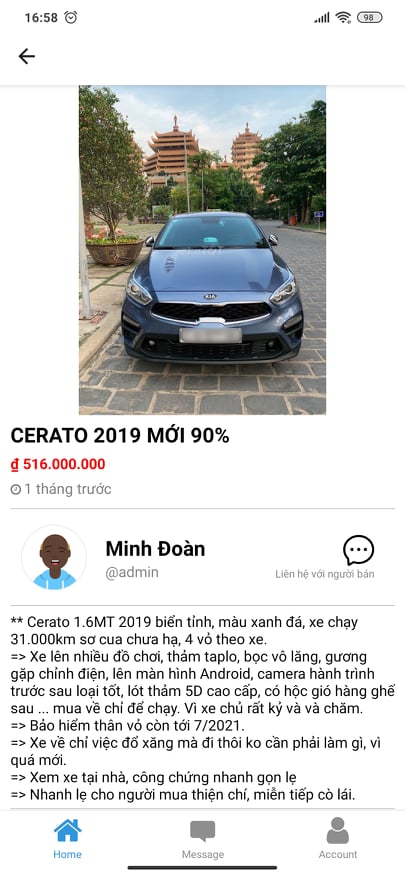 16:58
98
KIA
CERATO 2019 MỚI 90%
₫ 516.000.000
1 tháng trước
Minh Đoàn
@admin
Liên hệ với người bán
** Cerato 1.6MT 2019 biển tỉnh, màu xanh đá, xe chạy
31.000km sơ cua chưa hạ, 4 vỏ theo xe.
=> Xe lên nhiều đồ chơi, thảm taplo, bọc vô lăng, gương
gập chỉnh điện, lên màn hình Android, camera hành trình
trước sau loại tốt, lót thảm 5D cao cấp, có hộc gió hàng ghế
sau ... mua về chỉ để chạy. Vì xe chủ rất kỷ và và chăm.
=> Bảo hiểm thân vỏ còn tới 7/2021.
=> Xe về chỉ việc đổ xăng mà đi thôi ko cần phải làm gì, vì
quá mới.
=> Xem xe tại nhà, công chứng nhanh gọn lẹ
=> Nhanh lẹ cho người mua thiện chí, miễn tiếp cò lái.
Home
Message
Account